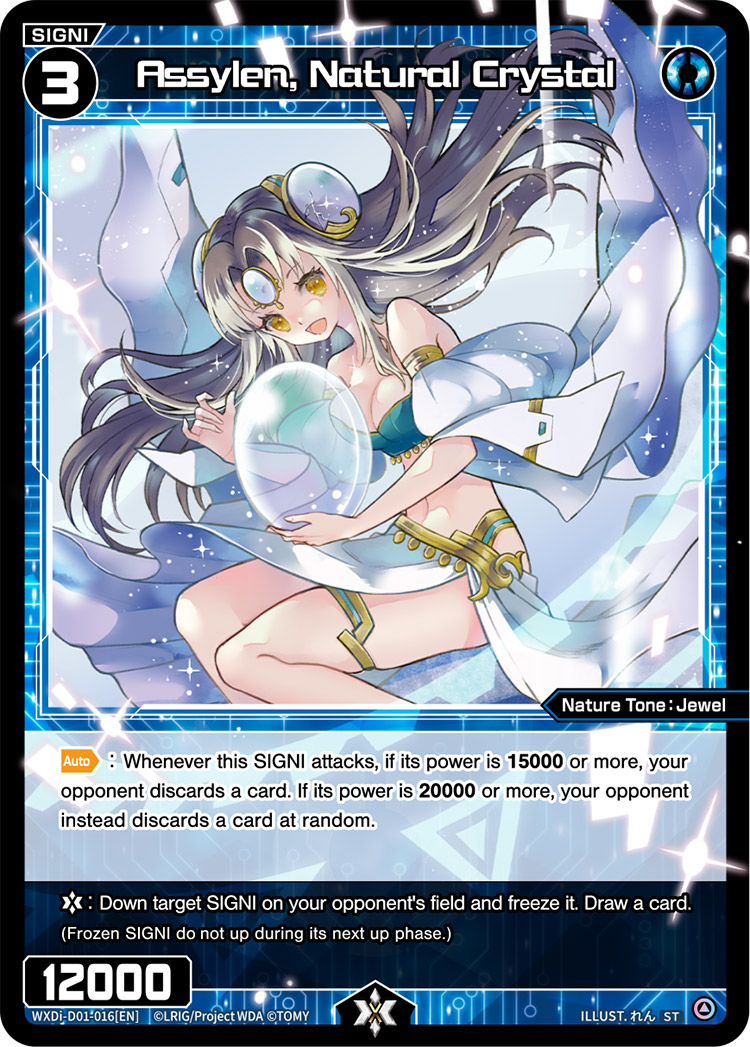 SIGNI
3
Assylen, Natural Crystal
Nature Tone：Jewel
Auto：Whenever this SIGNI attacks, if its power is 15000 or more, your
opponent discards a card. If its power is 20000 or more, your opponent
instead discards a card at random.
：Down target SIGNI on your opponent's field and freeze it. Draw a card.
(Frozen SIGNI do not up during its next up phase.)
12000
WXDi-D01-016[EN] ©LRIG/Project WDA ©TOMY
ILLUST. れん ST